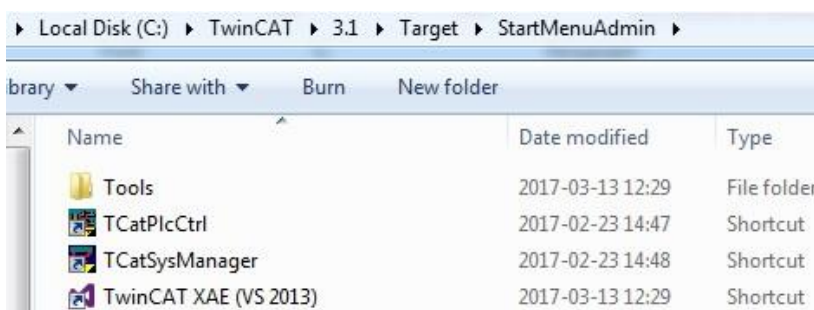 Local Disk (C:) TwinCAT 3.1 Target StartMenuAdmin
ibrary Share with Burn New folder
Name Date modified Type
Tools 2017-03-13 12:29 File folder
TCatPlcCtrl 2017-02-23 14:47 Shortcut
TCatSysManager 2017-02-23 14:48 Shortcut
TwinCAT XAE (VS 2013) 2017-03-13 12:29 Shortcut